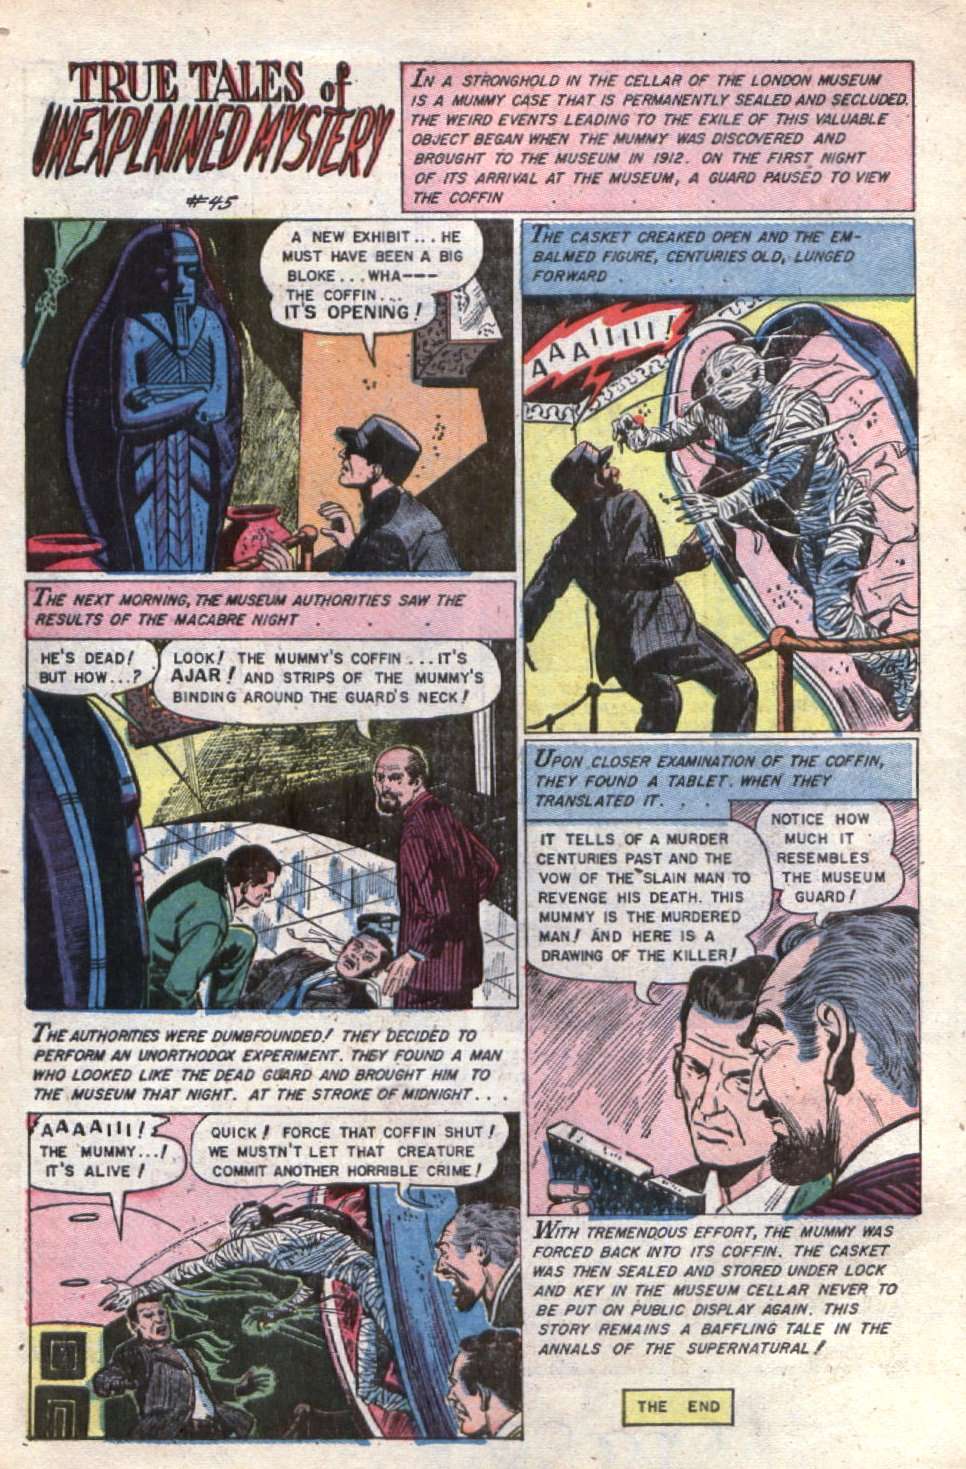 TRUE TALES of
UNEXPLAINED MYSTERY
#45
IN A STRONGHOLD IN THE CELLAR OF THE LONDON MUSEUM
IS A MUMMY CASE THAT IS PERMANENTLY SEALED AND SECLUDED.
THE WEIRD EVENTS LEADING TO THE EXILE OF THIS VALUABLE
OBJECT BEGAN WHEN THE MUMMY WAS DISCOVERED AND
BROUGHT TO THE MUSEUM IN 1912. ON THE FIRST NIGHT
OF ITS ARRIVAL AT THE MUSEUM, A GUARD PAUSED TO VIEW
THE COFFIN . . . .
A NEW EXHIBIT... HE
MUST HAVE BEEN A BIG
BLOKE... WHA----
THE COFFIN...
IT'S OPENING!
THE CASKET CREAKED OPEN AND THE EM-
BALMED FIGURE, CENTURIES OLD, LUNGED
FORWARD . . . .
AAAIIIII!
THE NEXT MORNING, THE MUSEUM AUTHORITIES SAW THE
RESULTS OF THE MACABRE NIGHT . . .
HE'S DEAD!
BUT HOW...?
LOOK! THE MUMMY'S COFFIN ...IT'S
AJAR! AND STRIPS OF THE MUMMY'S
BINDING AROUND THE GUARD'S NECK!
UPON CLOSER EXAMINATION OF THE COFFIN,
THEY FOUND A TABLET. WHEN THEY
TRANSLATED IT. . .
IT TELLS OF A MURDER
CENTURIES PAST AND THE
VOW OF THE SLAIN MAN TO
REVENGE HIS DEATH. THIS
MUMMY IS THE MURDERED
MAN! AND HERE IS A
DRAWING OF THE KILLER!
NOTICE HOW
MUCH IT
RESEMBLES
THE MUSEUM
GUARD!
THE AUTHORITIES WERE DUMBFOUNDED! THEY DECIDED TO
PERFORM AN UNORTHODOX EXPERIMENT. THEY FOUND A MAN
WHO LOOKED LIKE THE DEAD GUARD AND BROUGHT HIM TO
THE MUSEUM THAT NIGHT. AT THE STROKE OF MIDNIGHT...
AAAAIII!
THE MUMMY...!
IT'S ALIVE!
QUICK! FORCE THAT COFFIN SHUT!
WE MUSTN'T LET THAT CREATURE
COMMIT ANOTHER HORRIBLE CRIME!
WITH TREMENDOUS EFFORT, THE MUMMY WAS
FORCED BACK INTO ITS COFFIN. THE CASKET
WAS THEN SEALED AND STORED UNDER LOCK
AND KEY IN THE MUSEUM CELLAR NEVER TO
BE PUT ON PUBLIC DISPLAY AGAIN. THIS
STORY REMAINS A BAFFLING TALE IN THE
ANNALS OF THE SUPERNATURAL!
THE END